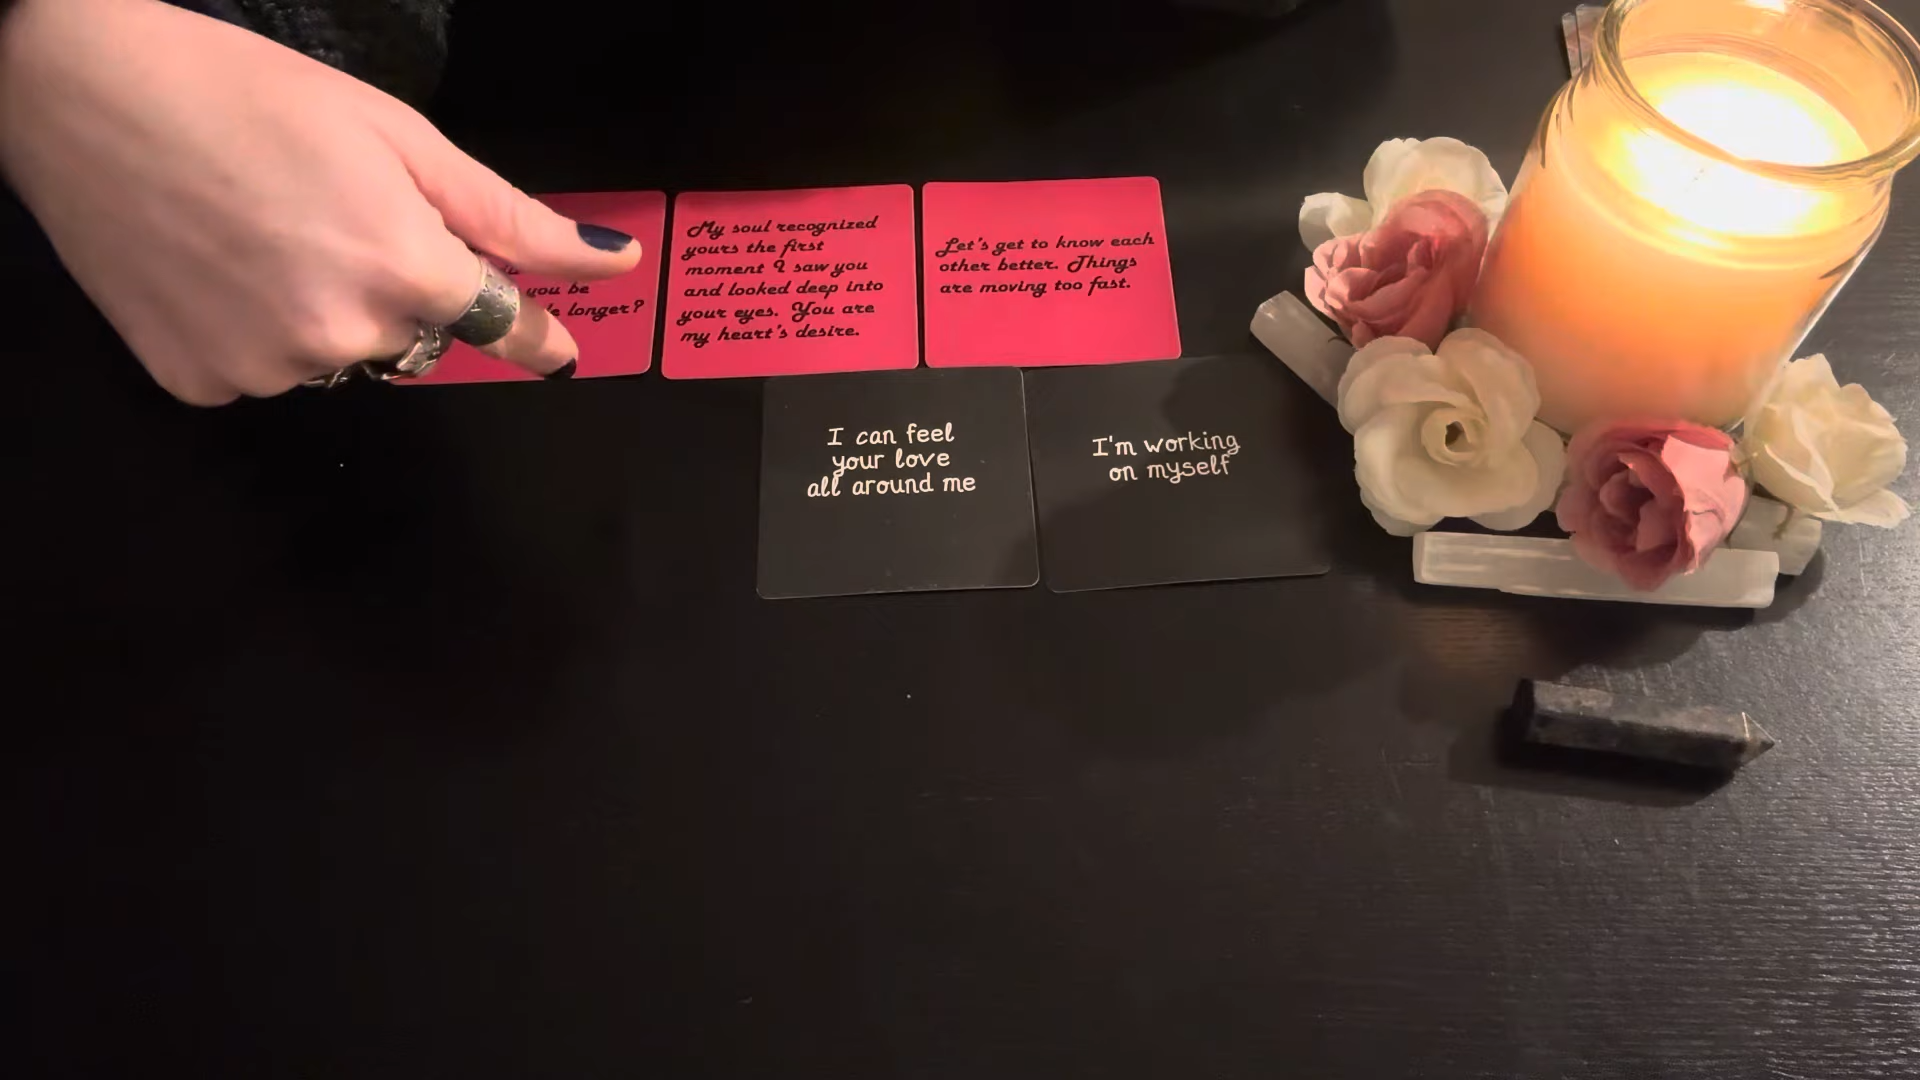 you be
longer?
My soul recognized
yours the first
moment I saw you
and looked deep into
your eyes. You are
my heart's desire.
Let's get to know each
other better. Things
are moving too fast.
I can feel
your love
all around me
I'm working
on myself